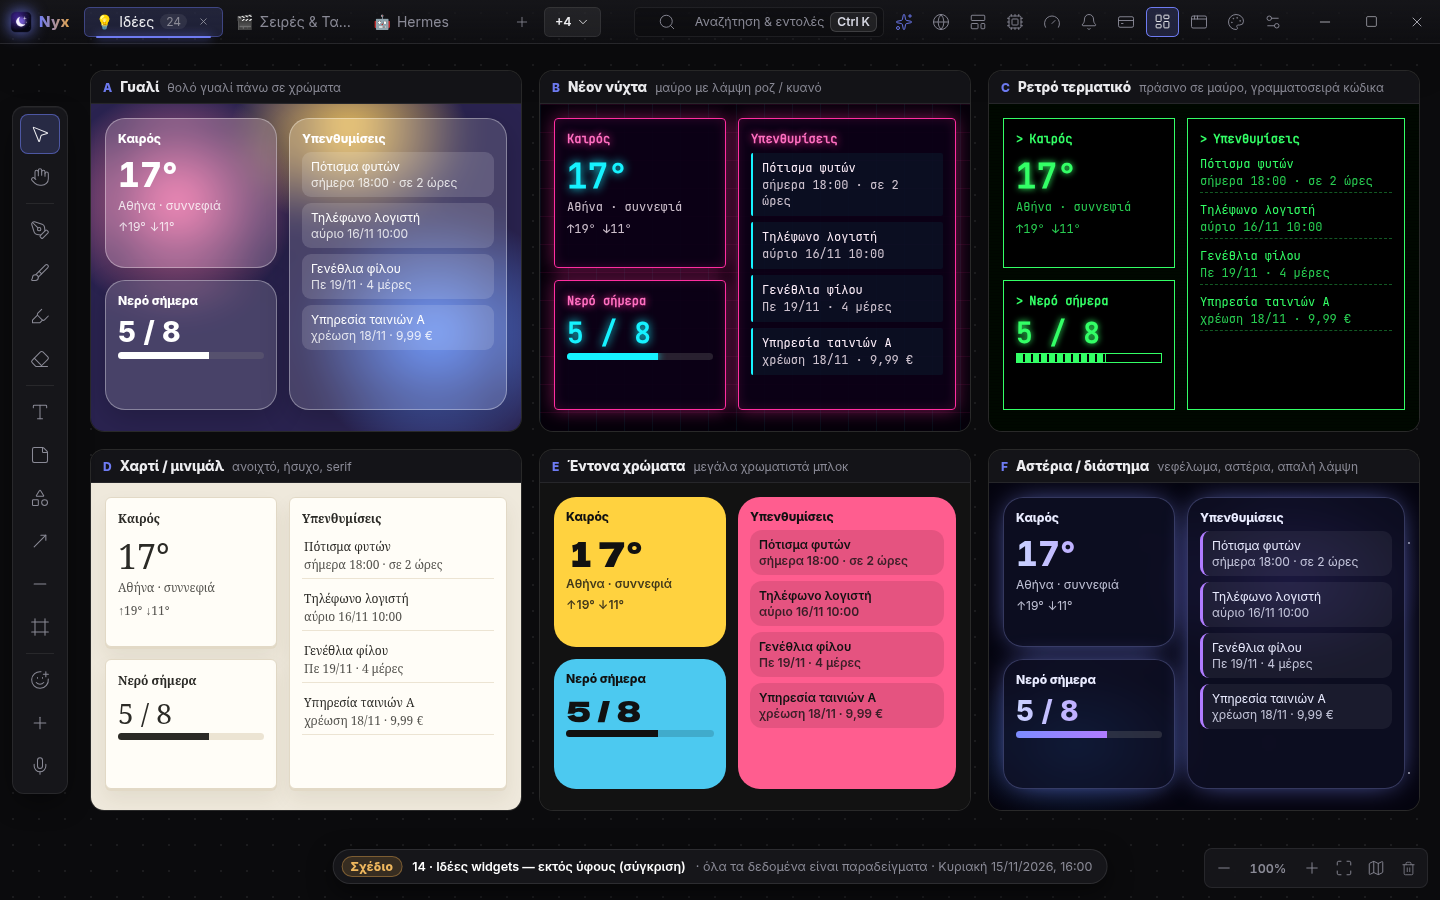 Nyx
💡 Ιδέες 24
🎬 Σειρές & Τα...
🤖 Hermes
+4
Αναζήτηση & εντολές Ctrl K
A Γυαλί θολό γυαλί πάνω σε χρώματα
Καιρός
17°
Αθήνα · συννεφιά
↑19° ↓11°
Νερό σήμερα
5 / 8
Υπενθυμίσεις
Πότισμα φυτών
σήμερα 18:00 · σε 2 ώρες
Τηλέφωνο λογιστή
αύριο 16/11 10:00
Γενέθλια φίλου
Πε 19/11 · 4 μέρες
Υπηρεσία ταινιών Α
χρέωση 18/11 · 9,99 €
B Νέον νύχτα μαύρο με λάμψη ροζ / κυανό
Καιρός
17°
Αθήνα · συννεφιά
↑19° ↓11°
Νερό σήμερα
5 / 8
Υπενθυμίσεις
Πότισμα φυτών
σήμερα 18:00 · σε 2
ώρες
Τηλέφωνο λογιστή
αύριο 16/11 10:00
Γενέθλια φίλου
Πε 19/11 · 4 μέρες
Υπηρεσία ταινιών Α
χρέωση 18/11 · 9,99 €
C Ρετρό τερματικό πράσινο σε μαύρο, γραμματοσειρά κώδικα
> Καιρός
17°
Αθήνα · συννεφιά
↑19° ↓11°
> Νερό σήμερα
5 / 8
> Υπενθυμίσεις
Πότισμα φυτών
σήμερα 18:00 · σε 2 ώρες
Τηλέφωνο λογιστή
αύριο 16/11 10:00
Γενέθλια φίλου
Πε 19/11 · 4 μέρες
Υπηρεσία ταινιών Α
χρέωση 18/11 · 9,99 €
D Χαρτί / μινιμάλ ανοιχτό, ήσυχο, serif
Καιρός
17°
Αθήνα · συννεφιά
↑19° ↓11°
Νερό σήμερα
5 / 8
Υπενθυμίσεις
Πότισμα φυτών
σήμερα 18:00 · σε 2 ώρες
Τηλέφωνο λογιστή
αύριο 16/11 10:00
Γενέθλια φίλου
Πε 19/11 · 4 μέρες
Υπηρεσία ταινιών Α
χρέωση 18/11 · 9,99 €
E Έντονα χρώματα μεγάλα χρωματιστά μπλοκ
Καιρός
17°
Αθήνα · συννεφιά
↑19° ↓11°
Νερό σήμερα
5 / 8
Υπενθυμίσεις
Πότισμα φυτών
σήμερα 18:00 · σε 2 ώρες
Τηλέφωνο λογιστή
αύριο 16/11 10:00
Γενέθλια φίλου
Πε 19/11 · 4 μέρες
Υπηρεσία ταινιών Α
χρέωση 18/11 · 9,99 €
F Αστέρια / διάστημα νεφέλωμα, αστέρια, απαλή λάμψη
Καιρός
17°
Αθήνα · συννεφιά
↑19° ↓11°
Νερό σήμερα
5 / 8
Υπενθυμίσεις
Πότισμα φυτών
σήμερα 18:00 · σε 2 ώρες
Τηλέφωνο λογιστή
αύριο 16/11 10:00
Γενέθλια φίλου
Πε 19/11 · 4 μέρες
Υπηρεσία ταινιών Α
χρέωση 18/11 · 9,99 €
Σχέδιο 14 · Ιδέες widgets — εκτός ύφους (σύγκριση) · όλα τα δεδομένα είναι παραδείγματα · Κυριακή 15/11/2026, 16:00
100%